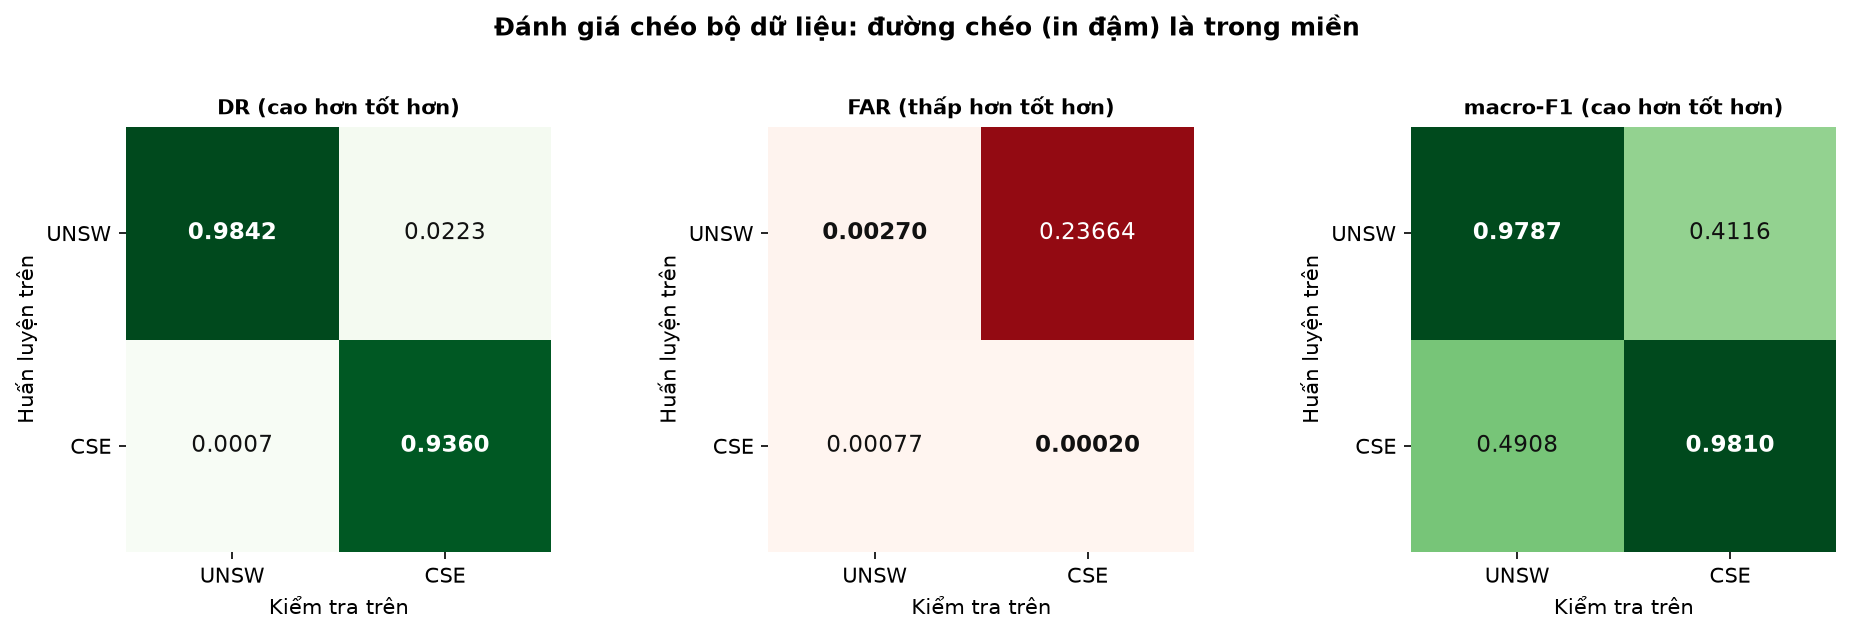 Đánh giá chéo bộ dữ liệu: đường chéo (in đậm) là trong miền
DR (cao hơn tốt hơn)
Huấn luyện trên
UNSW
0.9842
0.0223
CSE
0.0007
0.9360
UNSW
CSE
Kiểm tra trên
FAR (thấp hơn tốt hơn)
Huấn luyện trên
UNSW
0.00270
0.23664
CSE
0.00077
0.00020
UNSW
CSE
Kiểm tra trên
macro-F1 (cao hơn tốt hơn)
Huấn luyện trên
UNSW
0.9787
0.4116
CSE
0.4908
0.9810
UNSW
CSE
Kiểm tra trên